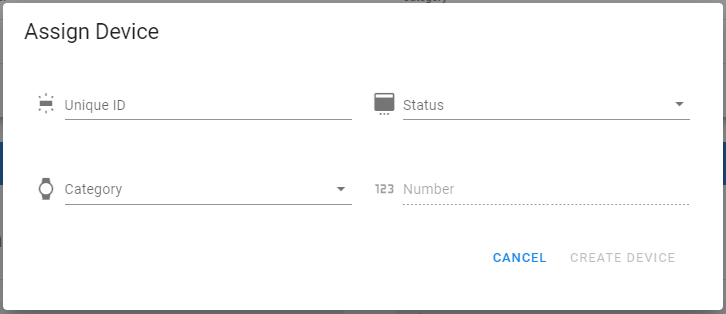 Assign Device
Unique ID
Status
Category
123 Number
CANCEL CREATE DEVICE